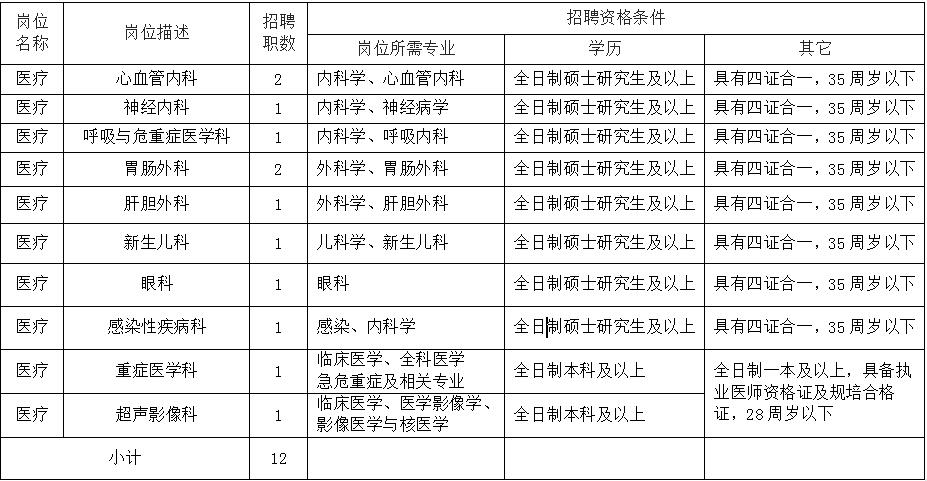 岗位
名称
岗位描述
招聘
职数
招聘资格条件
岗位所需专业
学历
其它
医疗 心血管内科 2 内科学、心血管内科 全日制硕士研究生及以上 具有四证合一，35周岁以下
医疗 神经内科 1 内科学、神经病学 全日制硕士研究生及以上 具有四证合一，35周岁以下
医疗 呼吸与危重症医学科 1 内科学、呼吸内科 全日制硕士研究生及以上 具有四证合一，35周岁以下
医疗 胃肠外科 2 外科学、胃肠外科 全日制硕士研究生及以上 具有四证合一，35周岁以下
医疗 肝胆外科 1 外科学、肝胆外科 全日制硕士研究生及以上 具有四证合一，35周岁以下
医疗 新生儿科 1 儿科学、新生儿科 全日制硕士研究生及以上 具有四证合一，35周岁以下
医疗 眼科 1 眼科 全日制硕士研究生及以上 具有四证合一，35周岁以下
医疗 感染性疾病科 1 感染、内科学 全日制硕士研究生及以上 具有四证合一，35周岁以下
医疗 重症医学科 1
临床医学、全科医学
急危重症及相关专业
全日制本科及以上
全日制一本及以上，具备执
业医师资格证及规培合格
证，28周岁以下
医疗 超声影像科 1
临床医学、医学影像学、
影像医学与核医学
全日制本科及以上
小计 12